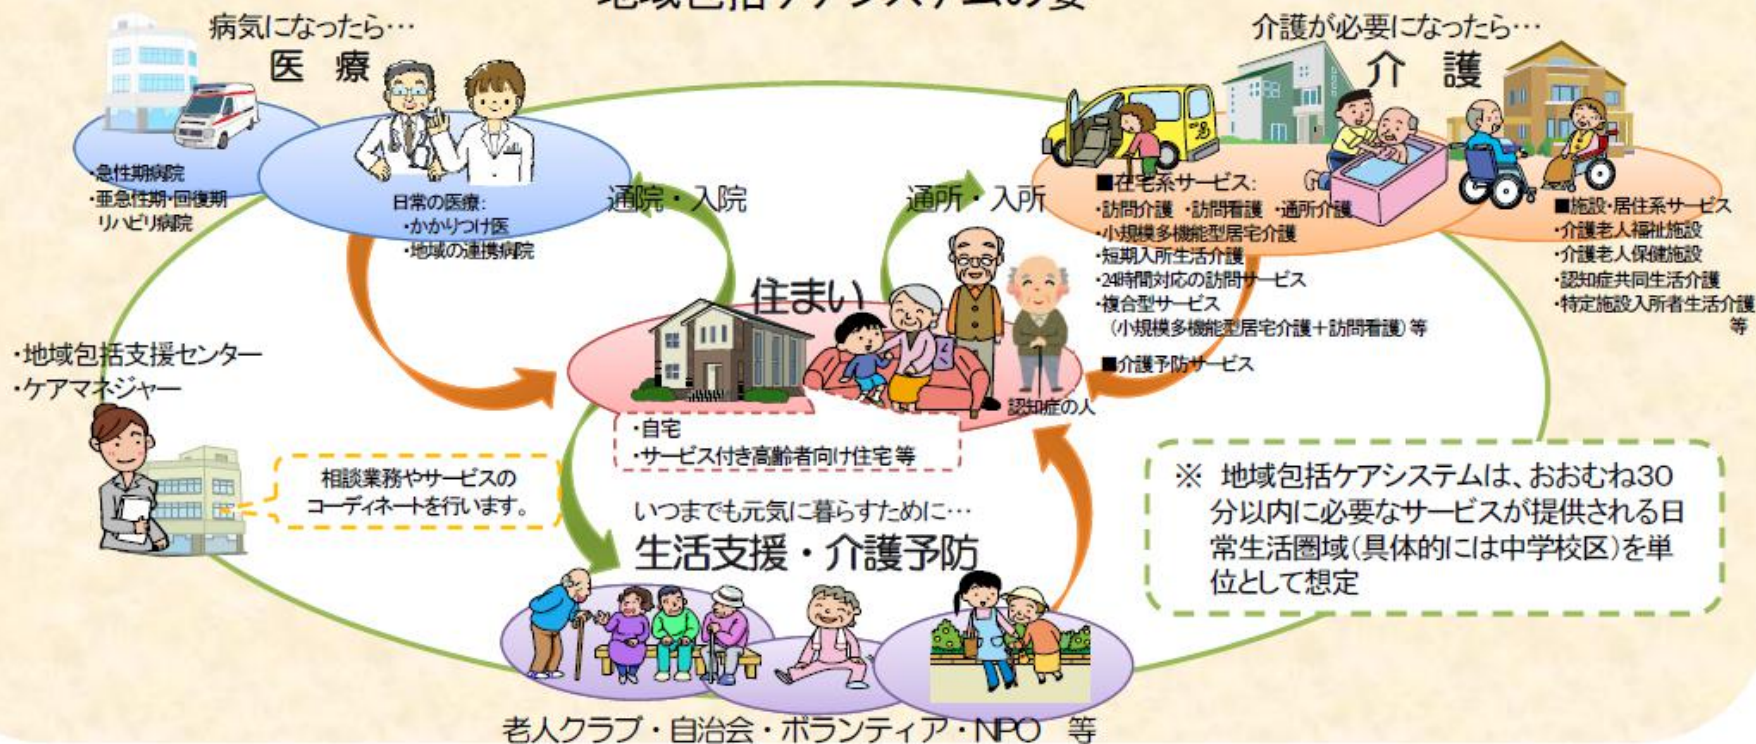 地域包括ケアシステムの姿
病気になったら…
医 療
・急性期病院
・亜急性期・回復期
リハビリ病院
日常の医療:
・かかりつけ医
・地域の連携病院
通院・入院
通所・入所
介護が必要になったら…
介 護
■在宅系サービス:
・訪問介護 ・訪問看護 ・通所介護
・小規模多機能型居宅介護
・短期入所生活介護
・24時間対応の訪問サービス
・複合型サービス
(小規模多機能型居宅介護+訪問看護)等
■介護予防サービス
■施設・居住系サービス
・介護老人福祉施設
・介護老人保健施設
・認知症共同生活介護
・特定施設入所者生活介護
等
住まい
認知症の人
・自宅
・サービス付き高齢者向け住宅 等
・地域包括支援センター
・ケアマネジャー
相談業務やサービスの
コーディネートを行います。
いつまでも元気に暮らすために…
生活支援・介護予防
老人クラブ・自治会・ボランティア・NPO 等
※ 地域包括ケアシステムは、おおむね30
分以内に必要なサービスが提供される日
常生活圏域(具体的には中学校区)を単
位として想定